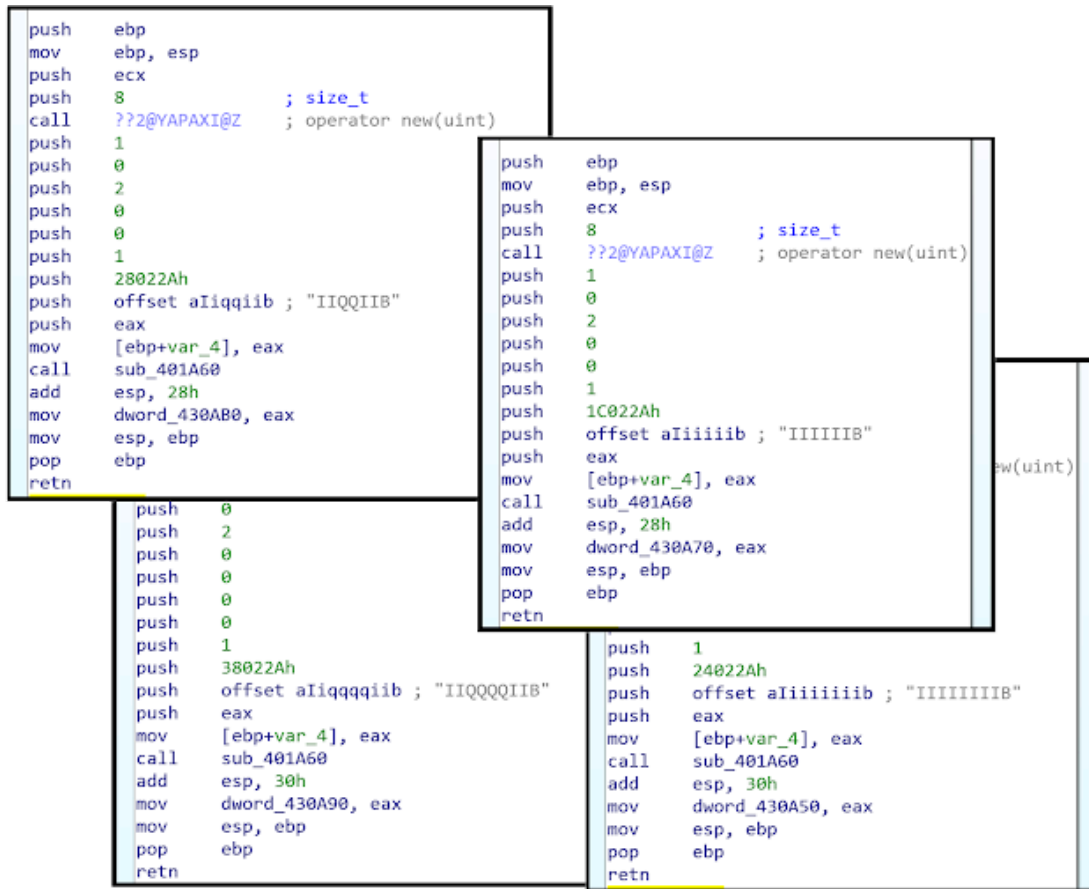 push ebp
mov ebp, esp
push ecx
push 8 ; size_t
call ??2@YAPAXI@Z ; operator new(uint)
push 1
push 0
push 2
push 0
push 0
push 1
push 28022Ah
push offset aIiqqiib ; "IIQQIIB"
push eax
mov [ebp+var_4], eax
call sub_401A60
add esp, 28h
mov dword_430AB0, eax
mov esp, ebp
pop ebp
retn
push ebp
mov ebp, esp
push ecx
push 8 ; size_t
call ??2@YAPAXI@Z ; operator new(uint)
push 1
push 0
push 2
push 0
push 0
push 1
push 1C022Ah
push offset aIiiiiib ; "IIIIIIB"
push eax
mov [ebp+var_4], eax
call sub_401A60
add esp, 28h
mov dword_430A70, eax
mov esp, ebp
pop ebp
retn
push 0
push 2
push 0
push 0
push 0
push 0
push 1
push 38022Ah
push offset aIiqqqqiib ; "IIQQQQIIB"
push eax
mov [ebp+var_4], eax
call sub_401A60
add esp, 30h
mov dword_430A90, eax
mov esp, ebp
pop ebp
retn
ew(uint)
push 1
push 24022Ah
push offset aIiiiiiiib ; "IIIIIIIIB"
push eax
mov [ebp+var_4], eax
call sub_401A60
add esp, 30h
mov dword_430A50, eax
mov esp, ebp
pop ebp
retn